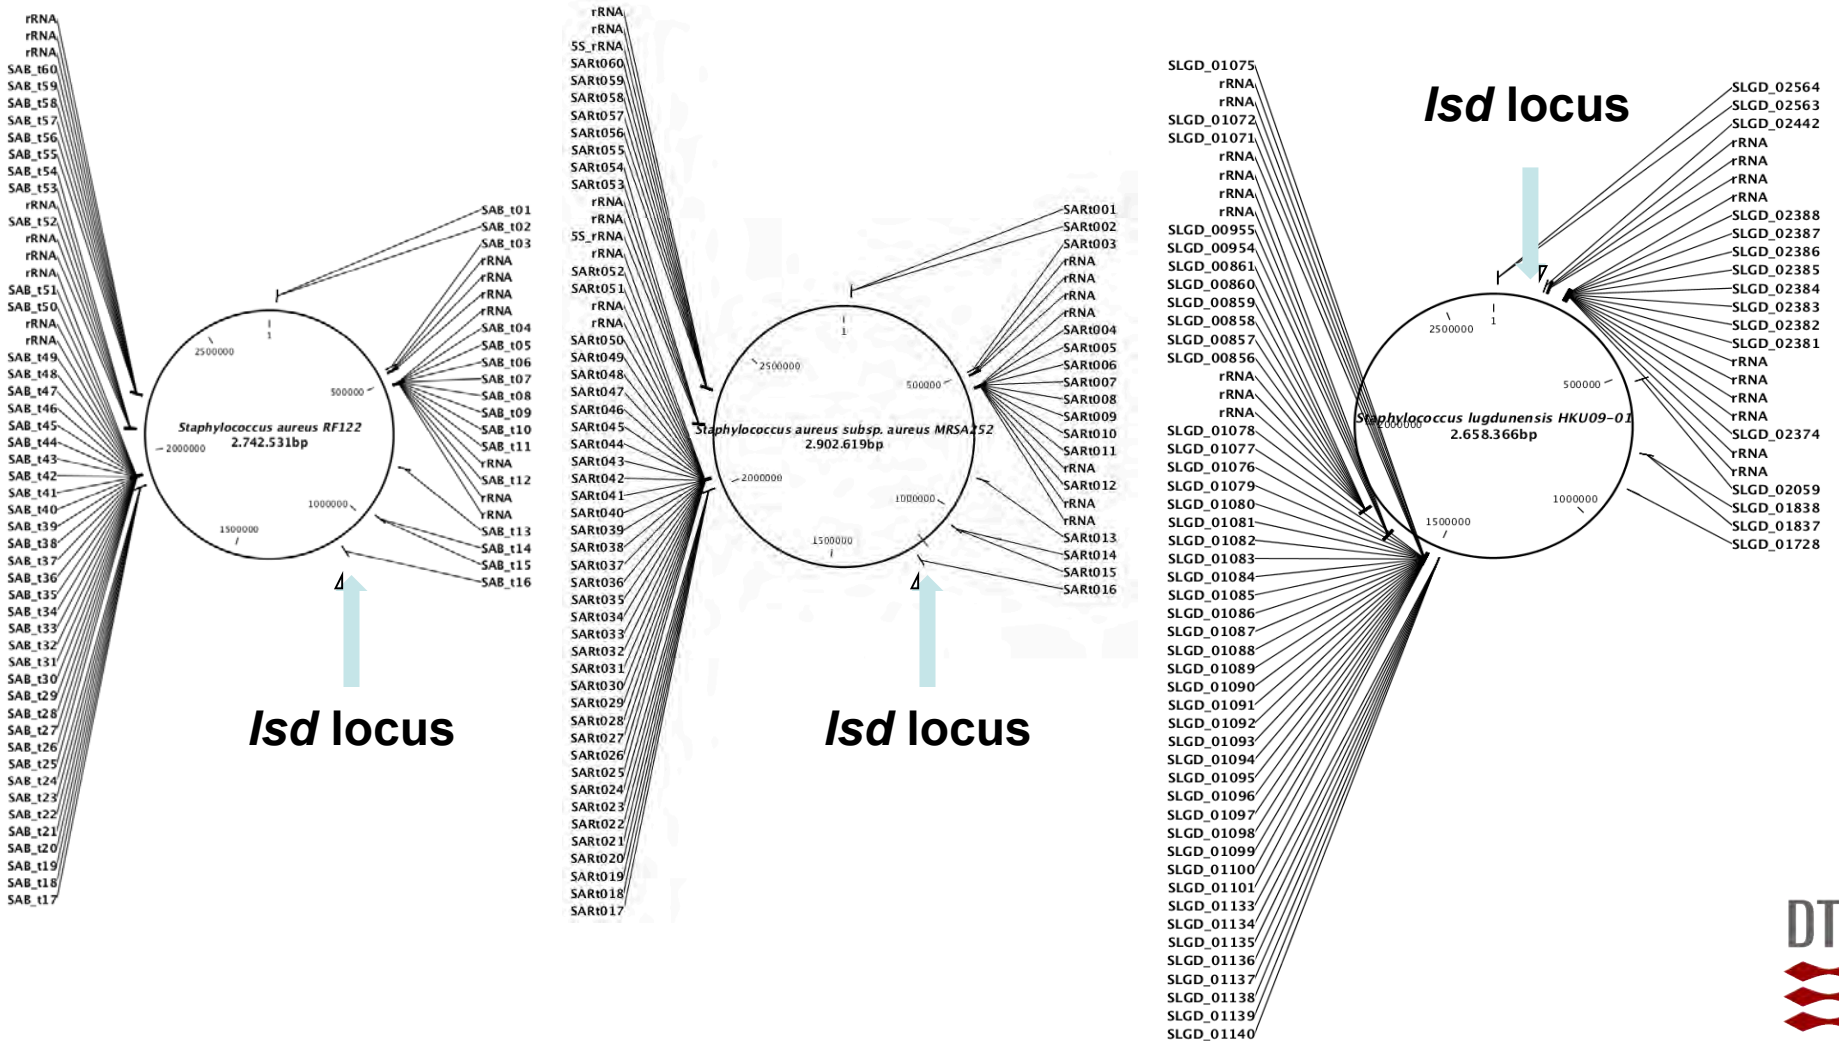 rRNA
rRNA
rRNA
SAB_t60
SAB_t59
SAB_t58
SAB_t57
SAB_t56
SAB_t55
SAB_t54
SAB_t53
rRNA
SAB_t52
rRNA
rRNA
rRNA
SAB_t51
SAB_t50
rRNA
rRNA
SAB_t49
SAB_t48
SAB_t47
SAB_t46
SAB_t45
SAB_t44
SAB_t43
SAB_t42
SAB_t41
SAB_t40
SAB_t39
SAB_t38
SAB_t37
SAB_t36
SAB_t35
SAB_t34
SAB_t33
SAB_t32
SAB_t31
SAB_t30
SAB_t29
SAB_t28
SAB_t27
SAB_t26
SAB_t25
SAB_t24
SAB_t23
SAB_t22
SAB_t21
SAB_t20
SAB_t19
SAB_t18
SAB_t17
1
500000
1000000
1500000
2000000
2500000
Staphylococcus aureus RF122
2.742.531bp
SAB_t01
SAB_t02
SAB_t03
rRNA
rRNA
rRNA
rRNA
SAB_t04
SAB_t05
SAB_t06
SAB_t07
SAB_t08
SAB_t09
SAB_t10
SAB_t11
rRNA
SAB_t12
rRNA
rRNA
SAB_t13
SAB_t14
SAB_t15
SAB_t16
Isd locus
rRNA
rRNA
5S_rRNA
SARt060
SARt059
SARt058
SARt057
SARt056
SARt055
SARt054
SARt053
rRNA
rRNA
5S_rRNA
rRNA
SARt052
SARt051
rRNA
rRNA
SARt050
SARt049
SARt048
SARt047
SARt046
SARt045
SARt044
SARt043
SARt042
SARt041
SARt040
SARt039
SARt038
SARt037
SARt036
SARt035
SARt034
SARt033
SARt032
SARt031
SARt030
SARt029
SARt028
SARt027
SARt026
SARt025
SARt024
SARt023
SARt022
SARt021
SARt020
SARt019
SARt018
SARt017
1
500000
1000000
1500000
2000000
2500000
Staphylococcus aureus subsp. aureus MRSA252
2.902.619bp
SARt001
SARt002
SARt003
rRNA
rRNA
rRNA
rRNA
SARt004
SARt005
SARt006
SARt007
SARt008
SARt009
SARt010
SARt011
rRNA
SARt012
rRNA
rRNA
SARt013
SARt014
SARt015
SARt016
Isd locus
SLGD_01075
rRNA
rRNA
SLGD_01072
SLGD_01071
rRNA
rRNA
rRNA
rRNA
SLGD_00955
SLGD_00954
SLGD_00861
SLGD_00860
SLGD_00859
SLGD_00858
SLGD_00857
SLGD_00856
rRNA
rRNA
rRNA
SLGD_01078
SLGD_01077
SLGD_01076
SLGD_01079
SLGD_01080
SLGD_01081
SLGD_01082
SLGD_01083
SLGD_01084
SLGD_01085
SLGD_01086
SLGD_01087
SLGD_01088
SLGD_01089
SLGD_01090
SLGD_01091
SLGD_01092
SLGD_01093
SLGD_01094
SLGD_01095
SLGD_01096
SLGD_01097
SLGD_01098
SLGD_01099
SLGD_01100
SLGD_01101
SLGD_01133
SLGD_01134
SLGD_01135
SLGD_01136
SLGD_01137
SLGD_01138
SLGD_01139
SLGD_01140
Isd locus
1
500000
1000000
1500000
2000000
2500000
Staphylococcus lugdunensis HKU09-01
2.658.366bp
SLGD_02564
SLGD_02563
SLGD_02442
rRNA
rRNA
rRNA
rRNA
SLGD_02388
SLGD_02387
SLGD_02386
SLGD_02385
SLGD_02384
SLGD_02383
SLGD_02382
SLGD_02381
rRNA
rRNA
rRNA
rRNA
SLGD_02374
rRNA
rRNA
SLGD_02059
SLGD_01838
SLGD_01837
SLGD_01728
DT